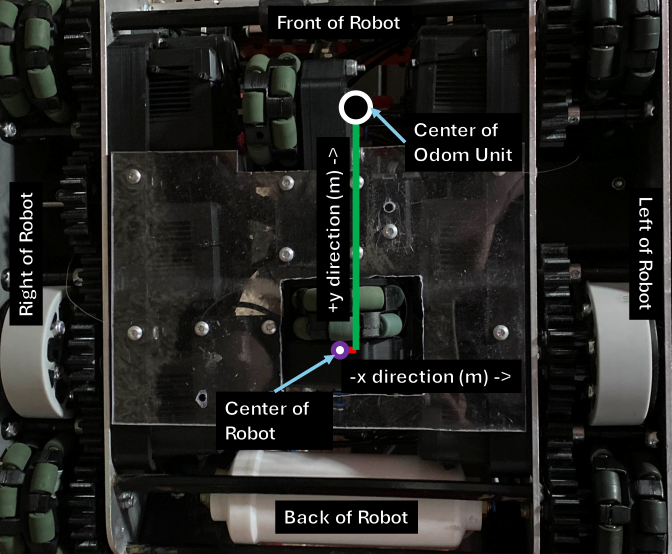 Front of Robot
Center of
Odom Unit
+y direction (m) ->
Right of Robot
Left of Robot
-x direction (m) ->
Center of
Robot
Back of Robot